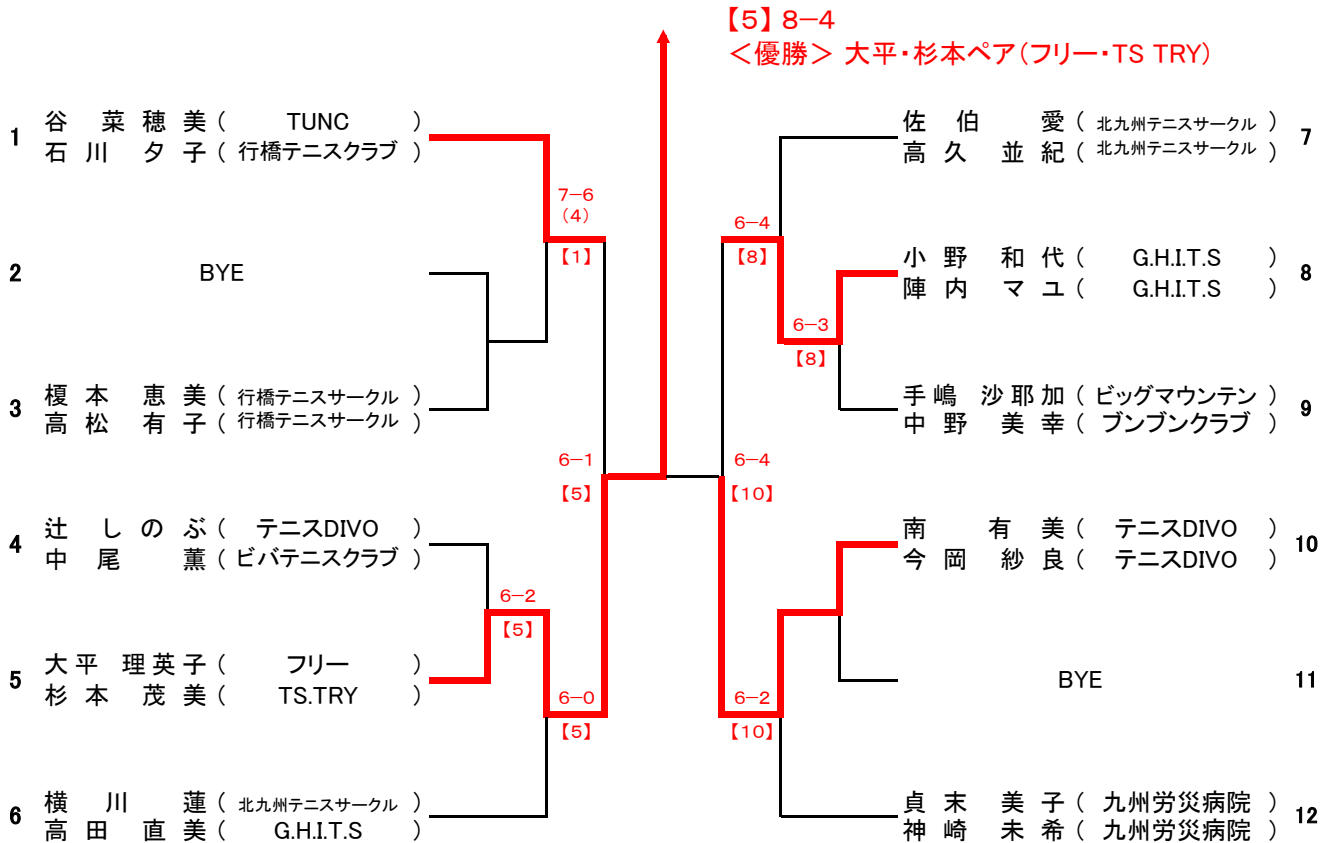 【5】 8-4
＜優勝＞ 大平・杉本ペア(フリー・TS TRY)
1 谷 菜 穂 美 ( TUNC )
石 川 夕 子 ( 行橋テニスクラブ )
7-6
(4)
【1】
2 BYE
3 榎 本 恵 美 ( 行橋テニスサークル )
高 松 有 子 ( 行橋テニスサークル )
6-1
【5】
4 辻 し の ぶ ( テニスDIVO )
中 尾 薫 ( ビバテニスクラブ )
6-2
【5】
5 大 平 理 英 子 ( フリー )
杉 本 茂 美 ( TS.TRY )
6-0
【5】
6 横 川 蓮 ( 北九州テニスサークル )
高 田 直 美 ( G.H.I.T.S )
佐 伯 愛 ( 北九州テニスサークル ) 7
高 久 並 紀 ( 北九州テニスサークル )
6-4
【8】
小 野 和 代 ( G.H.I.T.S ) 8
陣 内 マ ユ ( G.H.I.T.S )
6-3
【8】
手 嶋 沙 耶 加 ( ビッグマウンテン ) 9
中 野 美 幸 ( ブンブンクラブ )
6-4
【10】
南 有 美 ( テニスDIVO ) 10
今 岡 紗 良 ( テニスDIVO )
BYE 11
6-2
【10】
貞 末 美 子 ( 九州労災病院 ) 12
神 崎 未 希 ( 九州労災病院 )